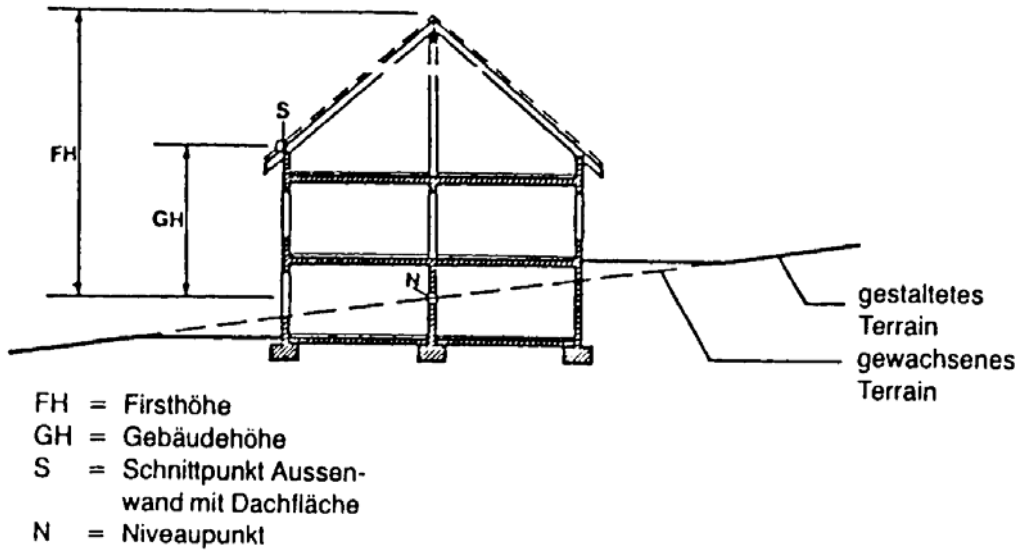 S
FH
GH
N
gestaltetes
Terrain
gewachsenes
Terrain
FH = Firsthöhe
GH = Gebäudehöhe
S = Schnittpunkt Aussen-
wand mit Dachfläche
N = Niveaupunkt